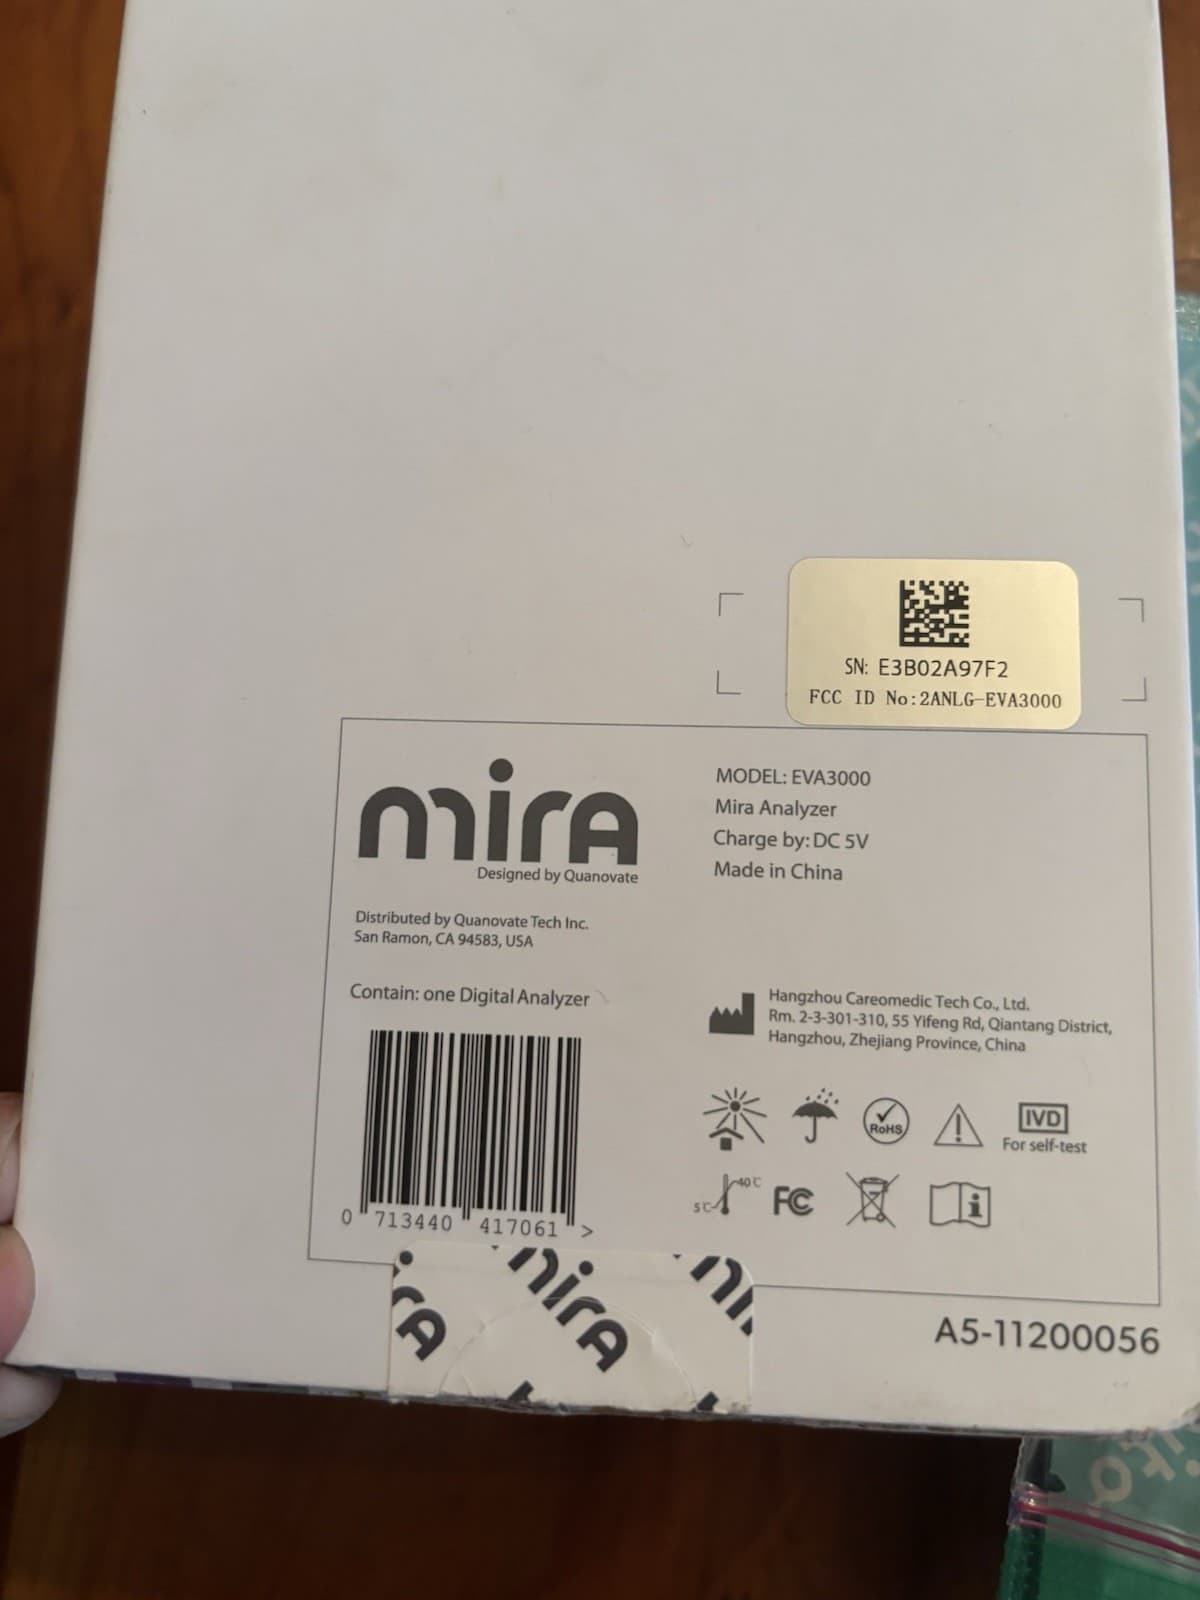 SN: E3B02A97F2
FCC ID No:2ANLG-EVA3000
mira
Designed by Quanovate
MODEL: EVA3000
Mira Analyzer
Charge by: DC 5V
Made in China
Distributed by Quanovate Tech Inc.
San Ramon, CA 94583, USA
Contain: one Digital Analyzer
Hangzhou Careomedic Tech Co., Ltd.
Rm. 2-3-301-310, 55 Yifeng Rd, Qiantang District,
Hangzhou, Zhejiang Province, China
RoHS
IVD
For self-test
5℃ 40℃
FC
i
0 713440 417061 >
rA mira mi
A5-11200056